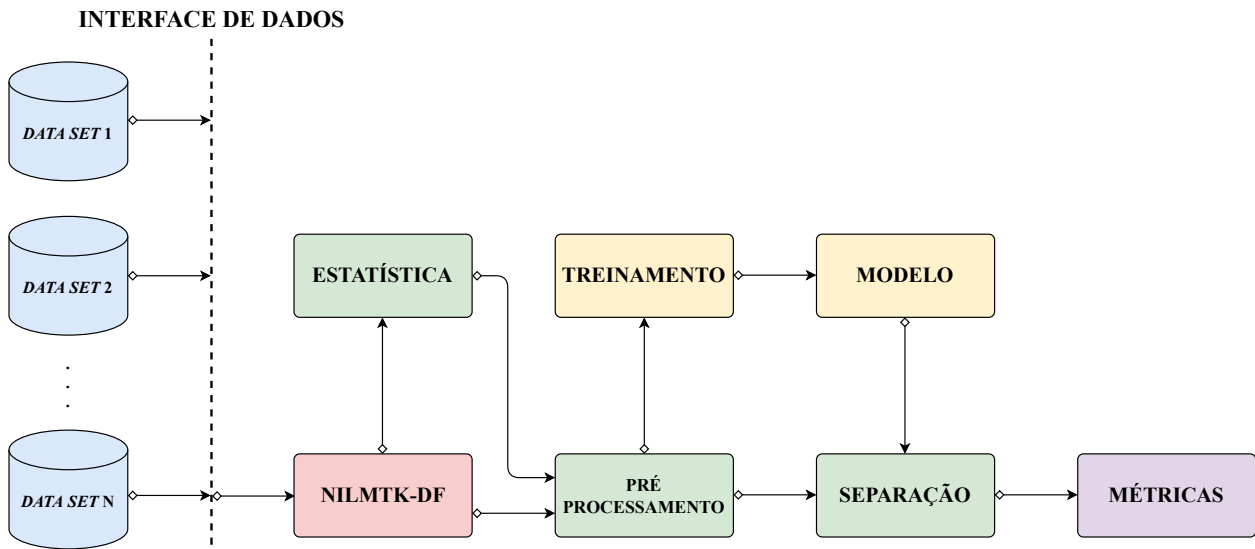 INTERFACE DE DADOS
DATA SET 1
DATA SET 2
ESTATÍSTICA
TREINAMENTO
MODELO
. . .
DATA SET N
NILMTK-DF
PRÉ
PROCESSAMENTO
SEPARAÇÃO
MÉTRICAS